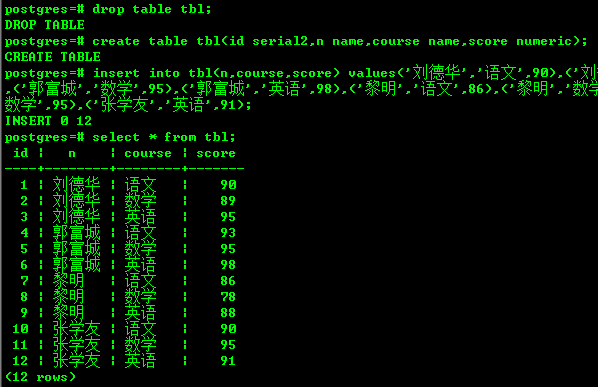 postgres=# drop table tbl;
DROP TABLE
postgres=# create table tbl(id serial2,n name,course name,score numeric);
CREATE TABLE
postgres=# insert into tbl(n,course,score) values('刘德华','语文',90),('刘
,('郭富城','数学',95),('郭富城','英语',98),('黎明','语文',86),('黎明','数学
数学',95),('张学友','英语',91);
INSERT 0 12
postgres=# select * from tbl;
 id |   n    | course | score
----+--------+--------+-------
  1 | 刘德华 | 语文   |    90
  2 | 刘德华 | 数学   |    89
  3 | 刘德华 | 英语   |    95
  4 | 郭富城 | 语文   |    93
  5 | 郭富城 | 数学   |    95
  6 | 郭富城 | 英语   |    98
  7 | 黎明   | 语文   |    86
  8 | 黎明   | 数学   |    78
  9 | 黎明   | 英语   |    88
 10 | 张学友 | 语文   |    90
 11 | 张学友 | 数学   |    95
 12 | 张学友 | 英语   |    91
(12 rows)